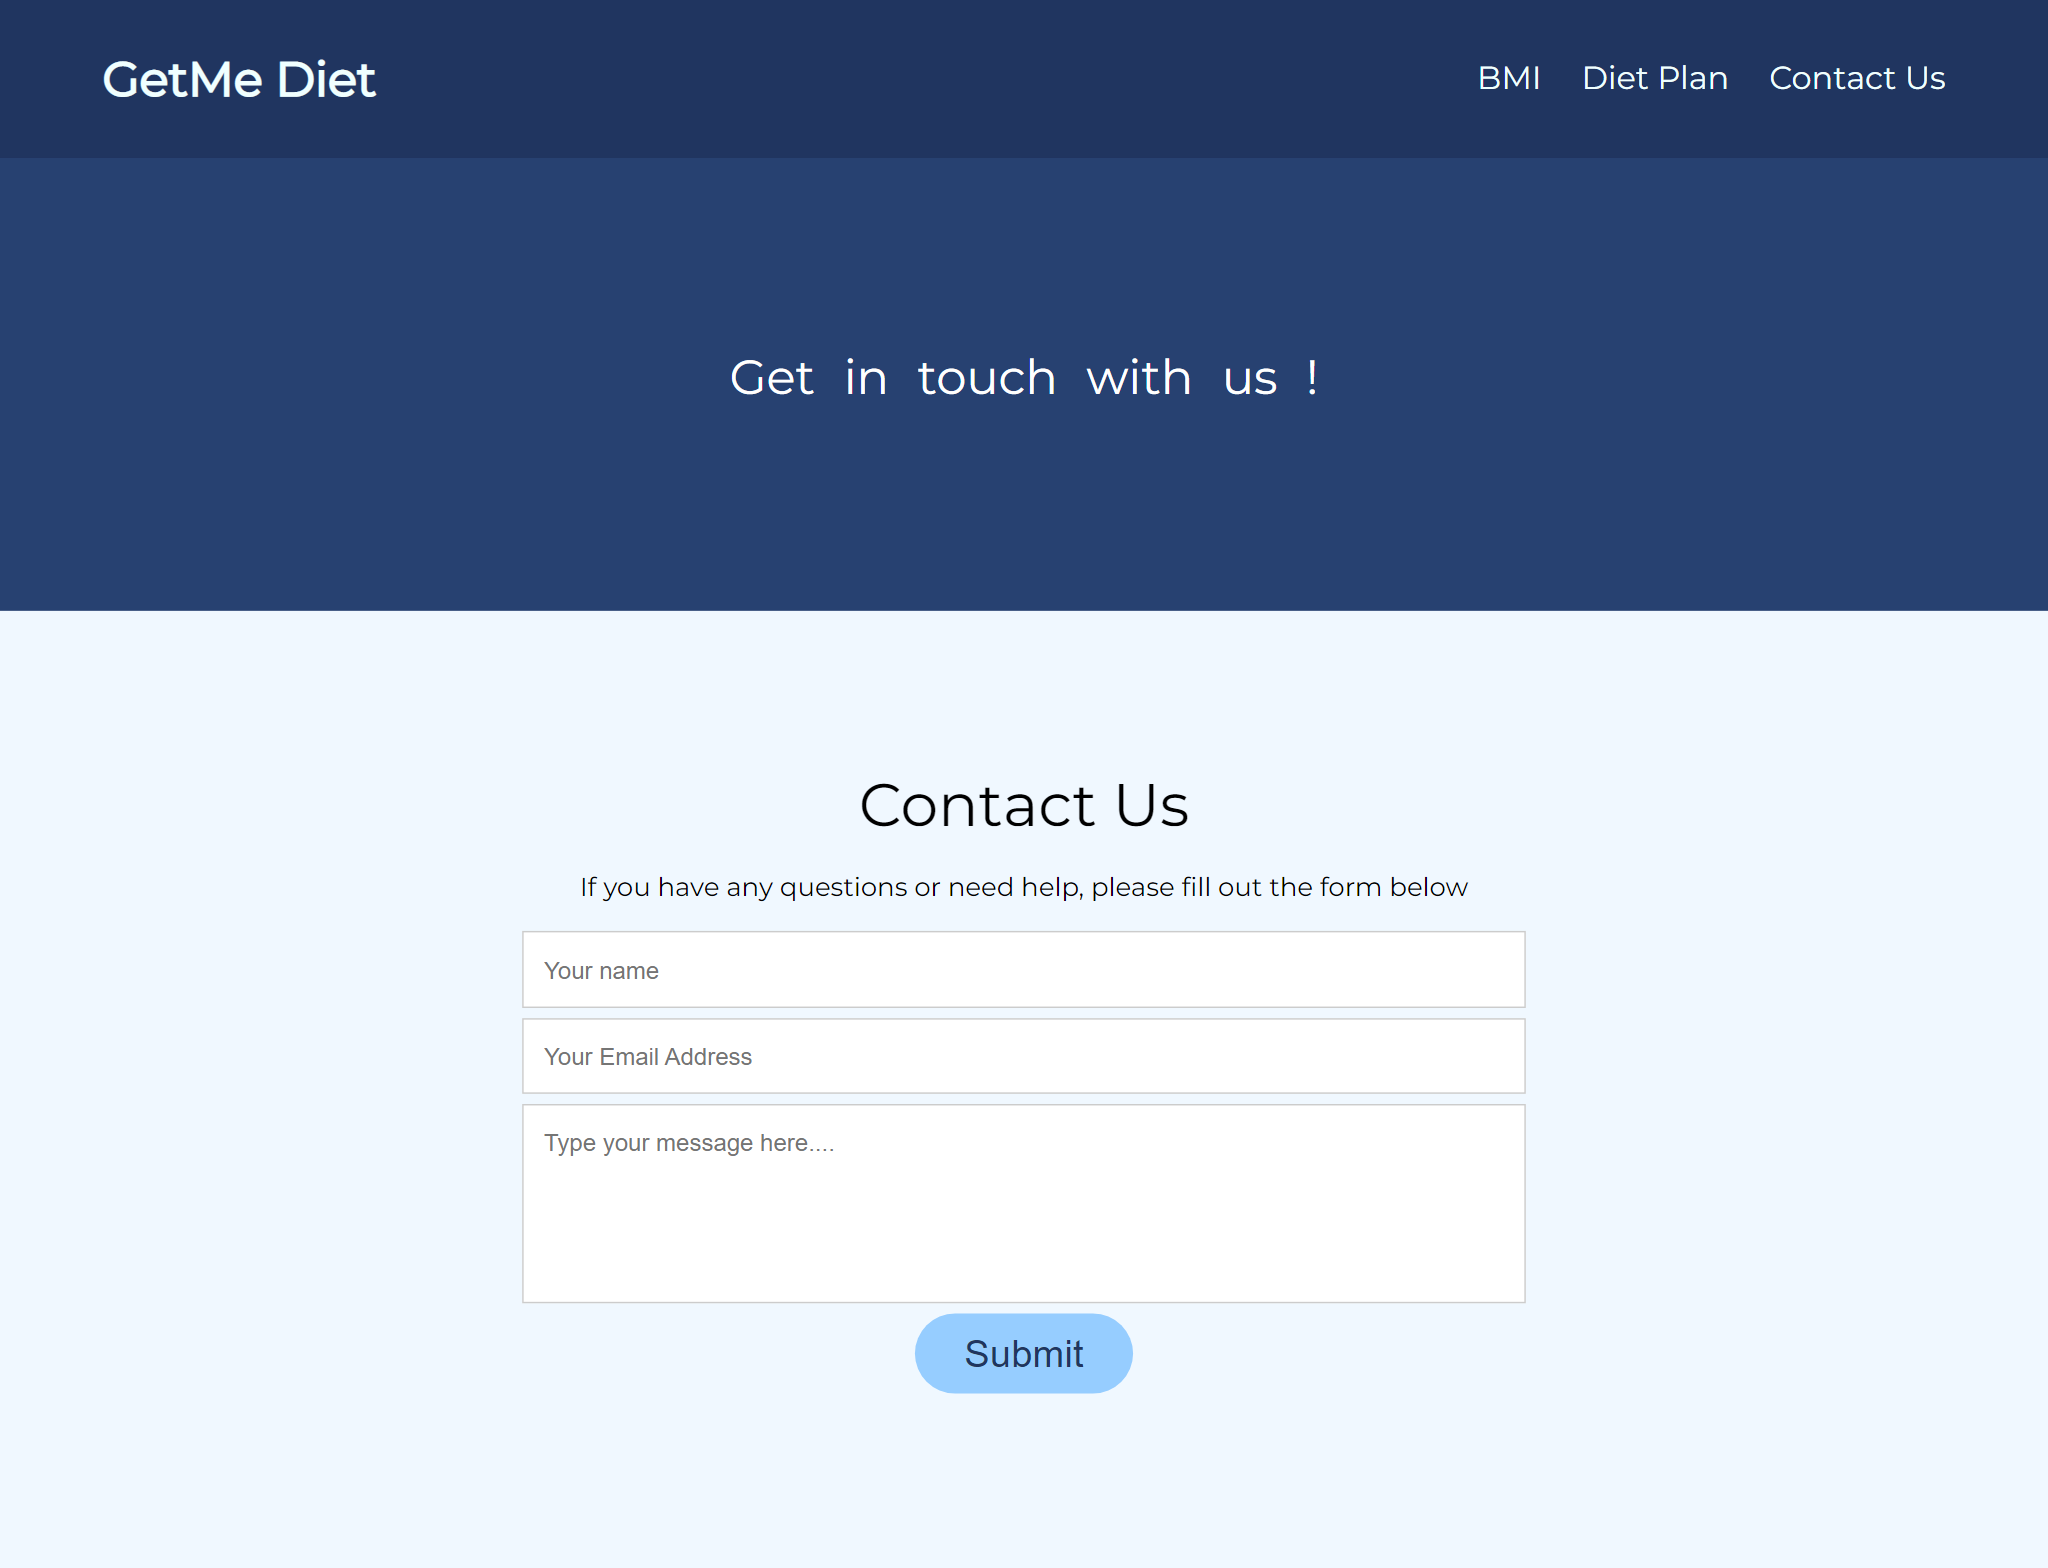 GetMe Diet
BMI Diet Plan Contact Us
Get in touch with us !
Contact Us
If you have any questions or need help, please fill out the form below
Your name
Your Email Address
Type your message here....
Submit